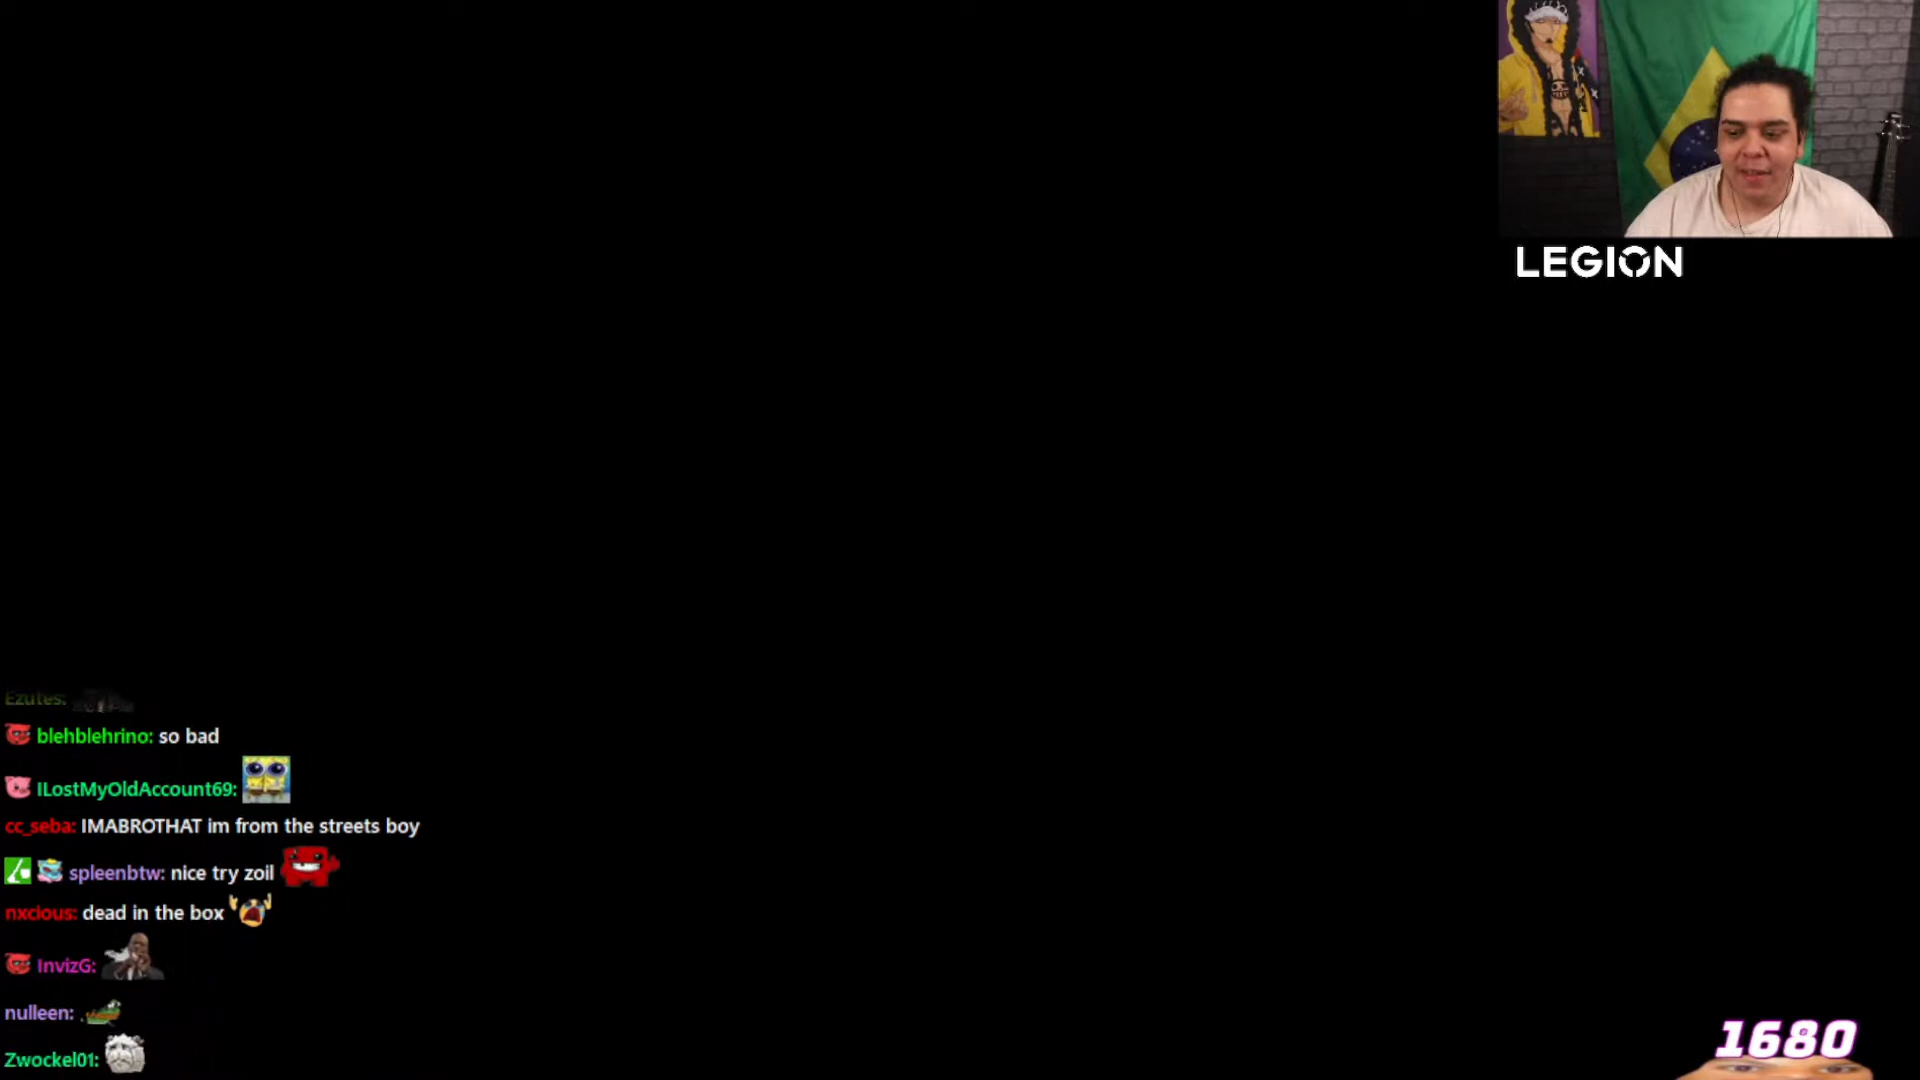 LEGION
Ezutes:
blehblehrino: so bad
ILostMyOldAccount69:
cc_seba: IMABROTHAT im from the streets boy
spleenbtw: nice try zoil
nxcious: dead in the box
InvizG:
nulleen:
Zwockel01:
1680